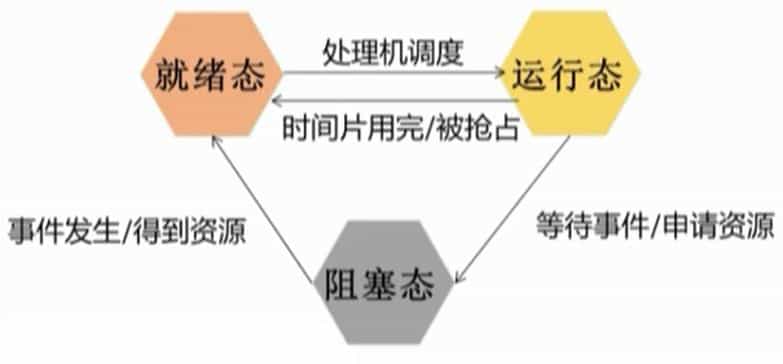 处理机调度
就绪态
运行态
时间片用完/被抢占
事件发生/得到资源
等待事件/申请资源
阻塞态